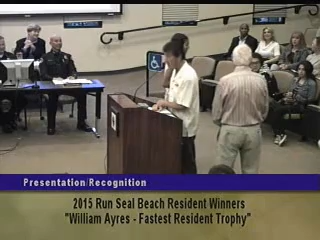 Presentation/Recognition
2015 Run Seal Beach Resident Winners
"William Ayres - Fastest Resident Trophy"